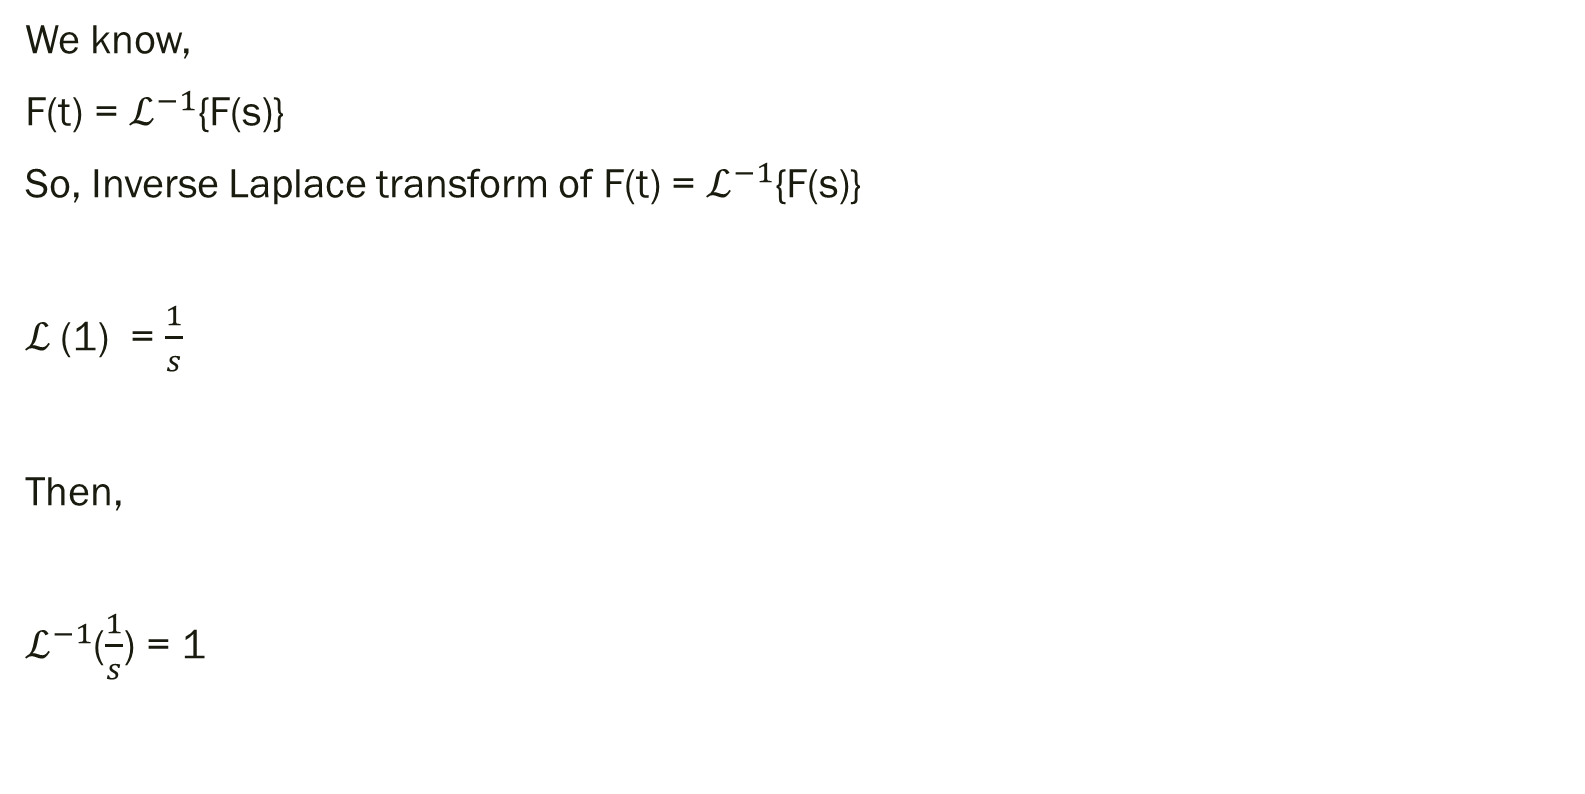 We know,
F(t) = ℒ⁻¹{F(s)}
So, Inverse Laplace transform of F(t) = ℒ⁻¹{F(s)}
ℒ (1) = 1/s
Then,
ℒ⁻¹(1/s) = 1